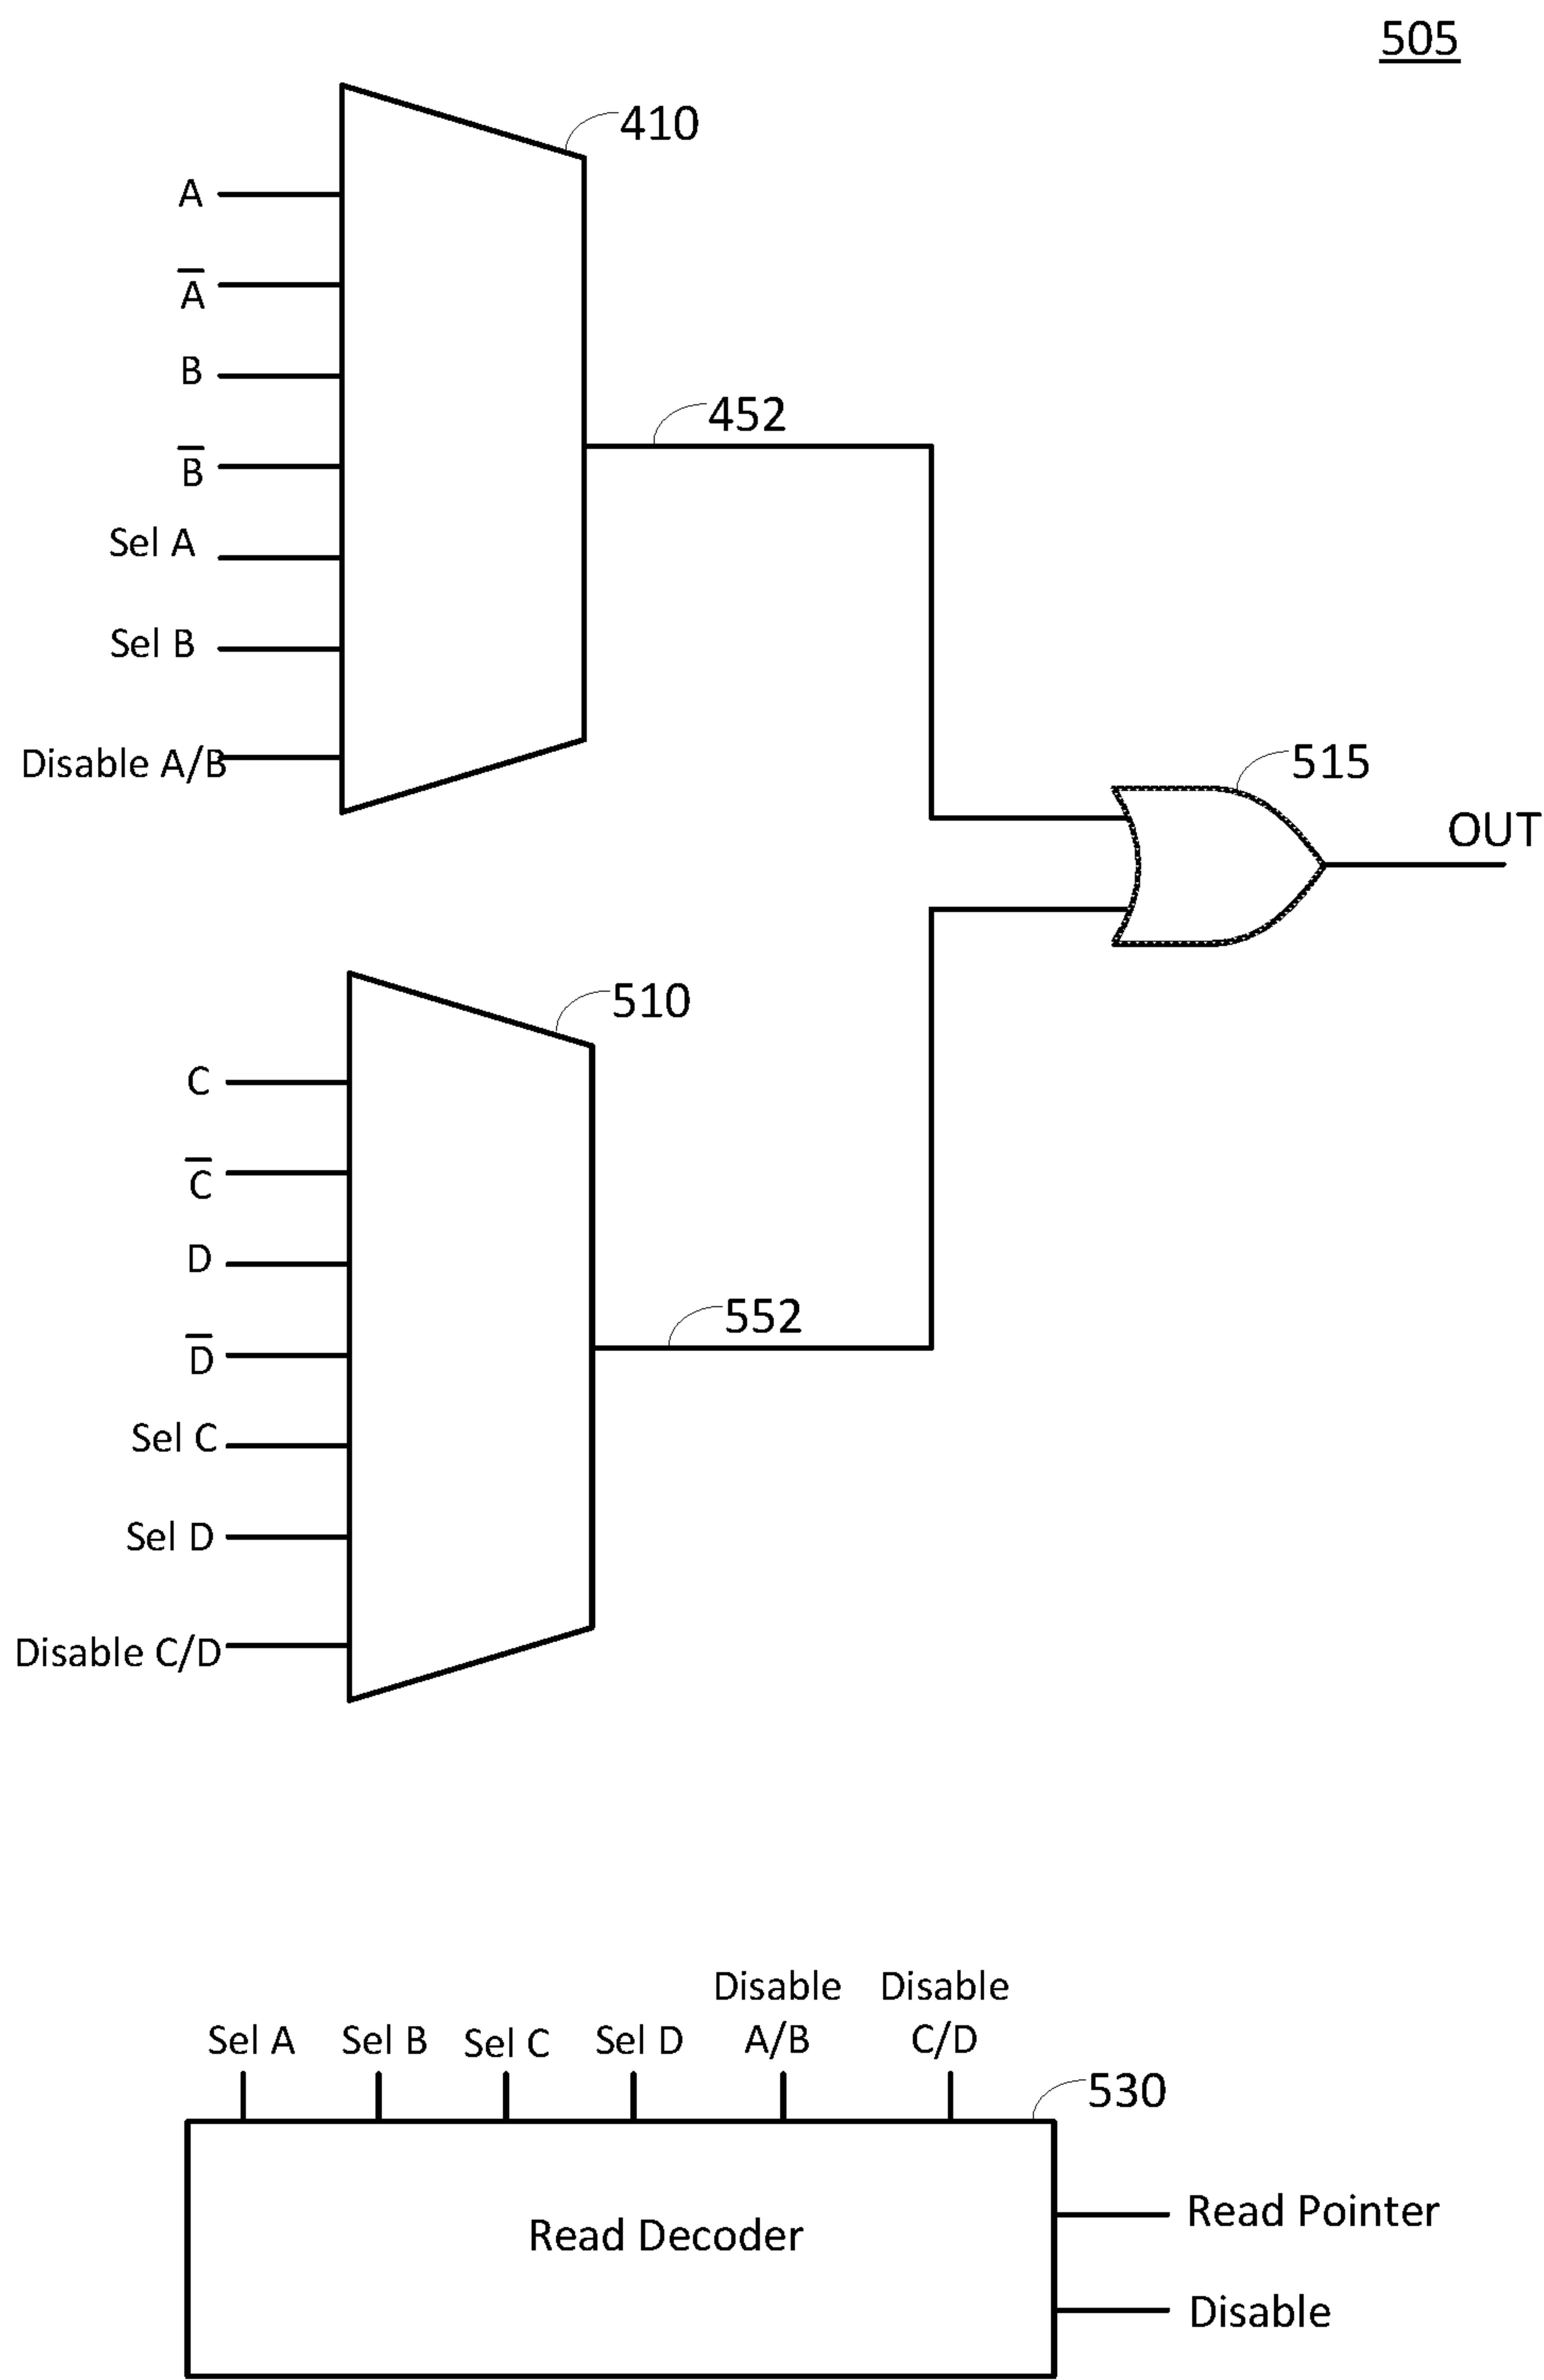 505
410
A
A̅
B
B̅
Sel A
Sel B
Disable A/B
452
515
OUT
510
C
C̅
D
D̅
Sel C
Sel D
Disable C/D
552
Sel A
Sel B
Sel C
Sel D
Disable
A/B
Disable
C/D
530
Read Decoder
Read Pointer
Disable